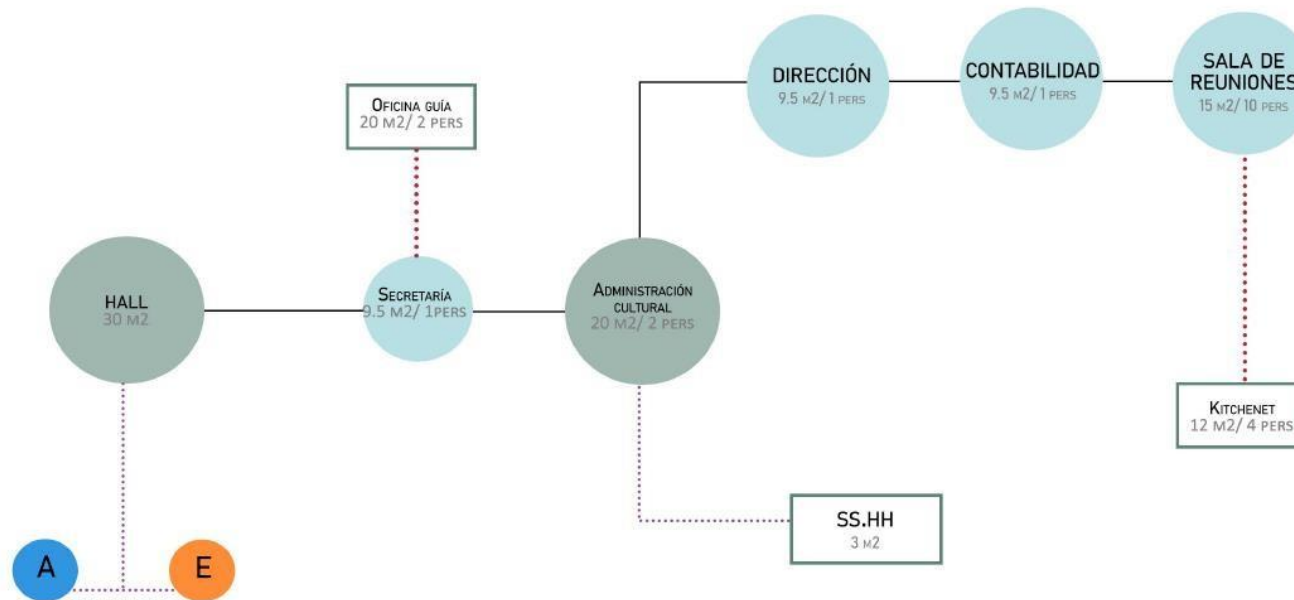 DIRECCIÓN
9.5 M2/ 1 PERS
CONTABILIDAD
9.5 M2/ 1 PERS
SALA DE
REUNIONES
15 M2/ 10 PERS
OFICINA GUÍA
20 M2/ 2 PERS
HALL
30 M2
SECRETARÍA
9.5 M2/ 1PERS
ADMINISTRACIÓN
CULTURAL
20 M2/ 2 PERS
KITCHENET
12 M2/ 4 PERS
SS.HH
3 M2
A
E